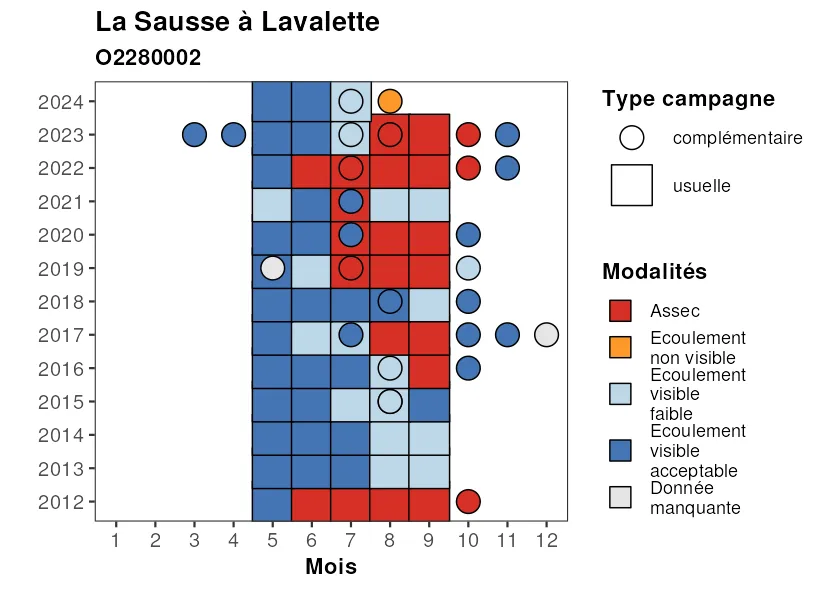 La Sausse à Lavalette
O2280002
2024
2023
2022
2021
2020
2019
2018
2017
2016
2015
2014
2013
2012
1 2 3 4 5 6 7 8 9 10 11 12
Mois
Type campagne
complémentaire
usuelle
Modalités
Assec
Ecoulement
non visible
Ecoulement
visible
faible
Ecoulement
visible
acceptable
Donnée
manquante